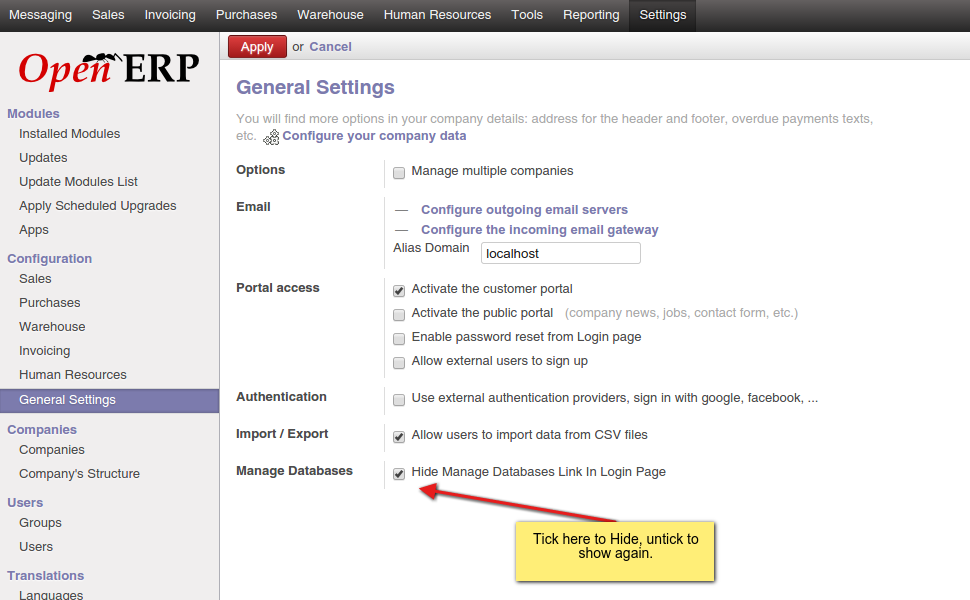 Messaging Sales Invoicing Purchases Warehouse Human Resources Tools Reporting Settings
Open ERP
Modules
Installed Modules
Updates
Update Modules List
Apply Scheduled Upgrades
Apps
Configuration
Sales
Purchases
Warehouse
Invoicing
Human Resources
General Settings
Companies
Companies
Company's Structure
Users
Groups
Users
Translations
Languages
Apply or Cancel
General Settings
You will find more options in your company details: address for the header and footer, overdue payments texts,
etc. Configure your company data
Options Manage multiple companies
Email — Configure outgoing email servers
— Configure the incoming email gateway
Alias Domain localhost
Portal access Activate the customer portal
Activate the public portal (company news, jobs, contact form, etc.)
Enable password reset from Login page
Allow external users to sign up
Authentication Use external authentication providers, sign in with google, facebook, ...
Import / Export Allow users to import data from CSV files
Manage Databases Hide Manage Databases Link In Login Page
Tick here to Hide, untick to
show again.